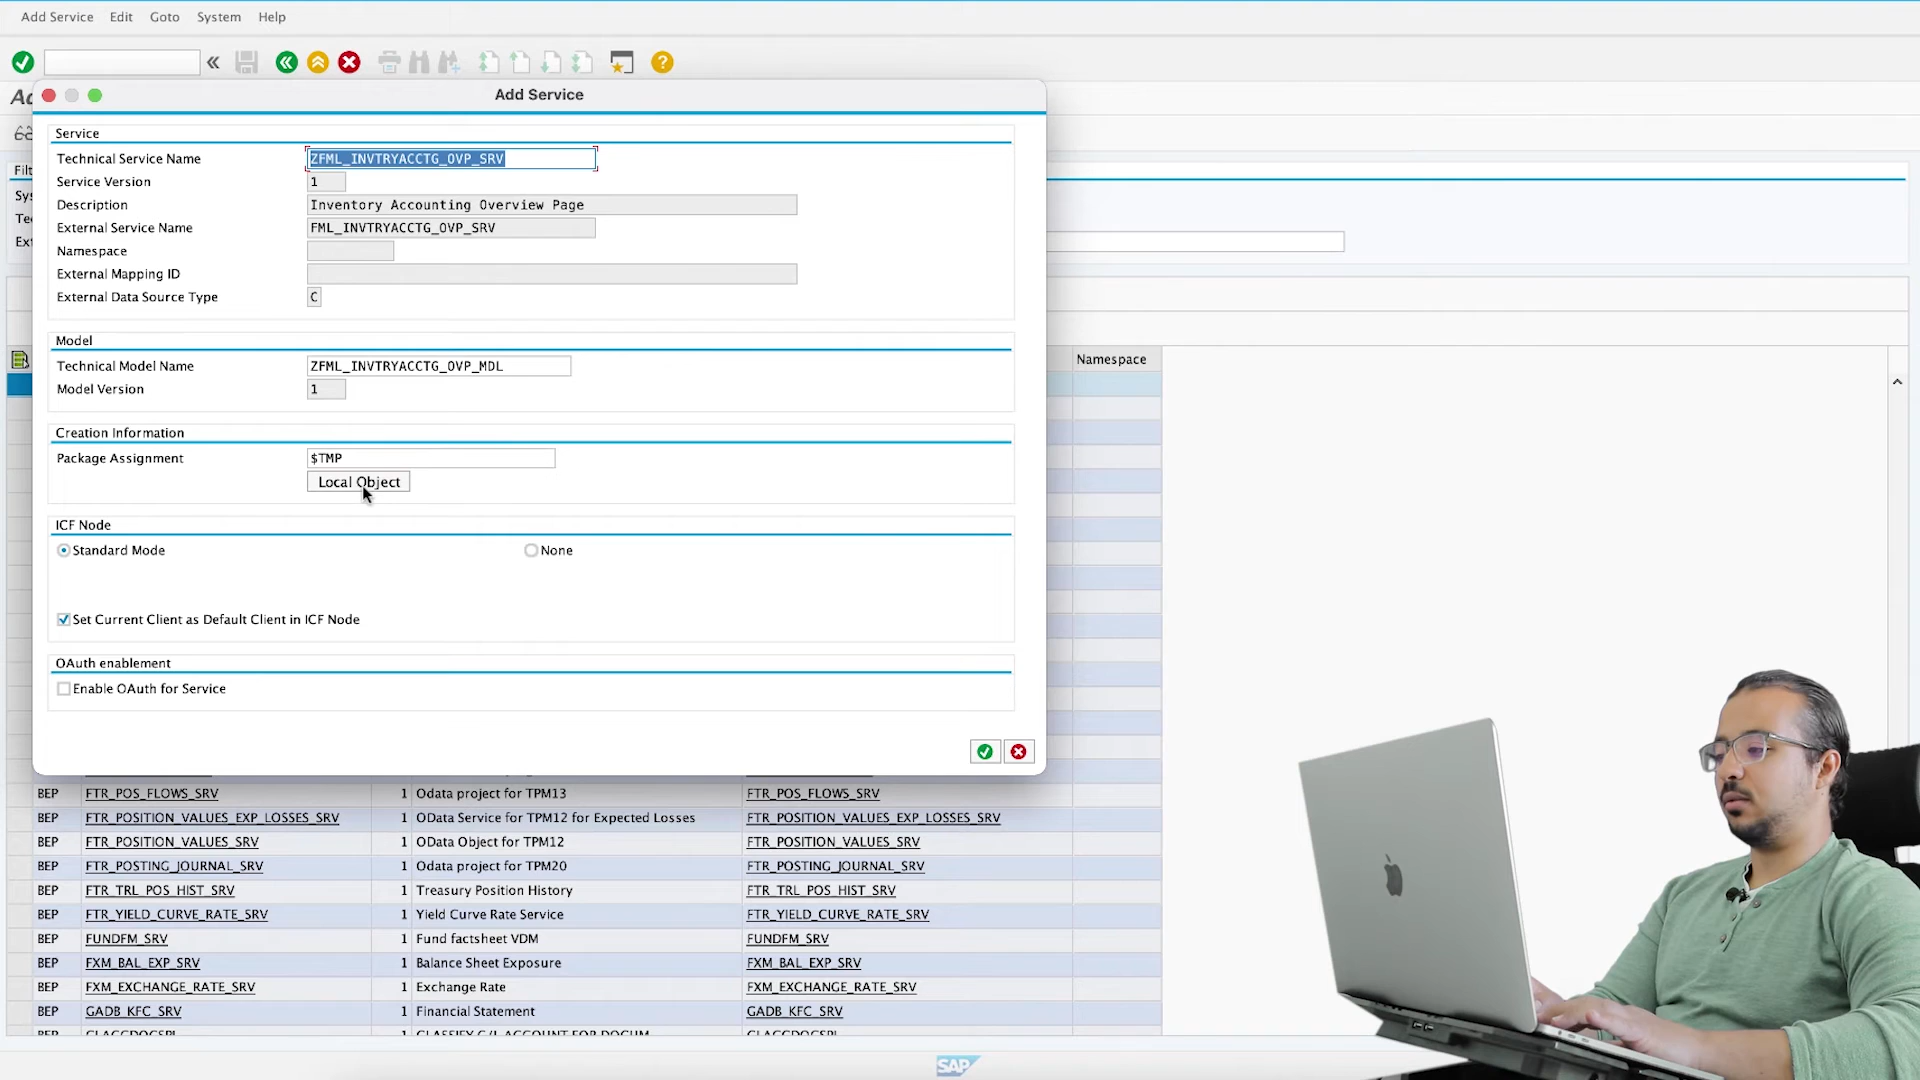 Add Service Edit Goto System Help
Add Service
Service
Technical Service Name ZFML_INVTRYACCTG_OVP_SRV
Service Version 1
Description Inventory Accounting Overview Page
External Service Name FML_INVTRYACCTG_OVP_SRV
Namespace
External Mapping ID
External Data Source Type C
Model
Technical Model Name ZFML_INVTRYACCTG_OVP_MDL
Model Version 1
Creation Information
Package Assignment $TMP
Local Object
ICF Node
Standard Mode None
Set Current Client as Default Client in ICF Node
OAuth enablement
Enable OAuth for Service
Filt
Sys
Te
Ext
Namespace
BEP FTR_POS_FLOWS_SRV 1 Odata project for TPM13 FTR_POS_FLOWS_SRV
BEP FTR_POSITION_VALUES_EXP_LOSSES_SRV 1 OData Service for TPM12 for Expected Losses FTR_POSITION_VALUES_EXP_LOSSES_SRV
BEP FTR_POSITION_VALUES_SRV 1 OData Object for TPM12 FTR_POSITION_VALUES_SRV
BEP FTR_POSTING_JOURNAL_SRV 1 Odata project for TPM20 FTR_POSTING_JOURNAL_SRV
BEP FTR_TRL_POS_HIST_SRV 1 Treasury Position History FTR_TRL_POS_HIST_SRV
BEP FTR_YIELD_CURVE_RATE_SRV 1 Yield Curve Rate Service FTR_YIELD_CURVE_RATE_SRV
BEP FUNDFM_SRV 1 Fund factsheet VDM FUNDFM_SRV
BEP FXM_BAL_EXP_SRV 1 Balance Sheet Exposure FXM_BAL_EXP_SRV
BEP FXM_EXCHANGE_RATE_SRV 1 Exchange Rate FXM_EXCHANGE_RATE_SRV
BEP GADB_KFC_SRV 1 Financial Statement GADB_KFC_SRV
SAP